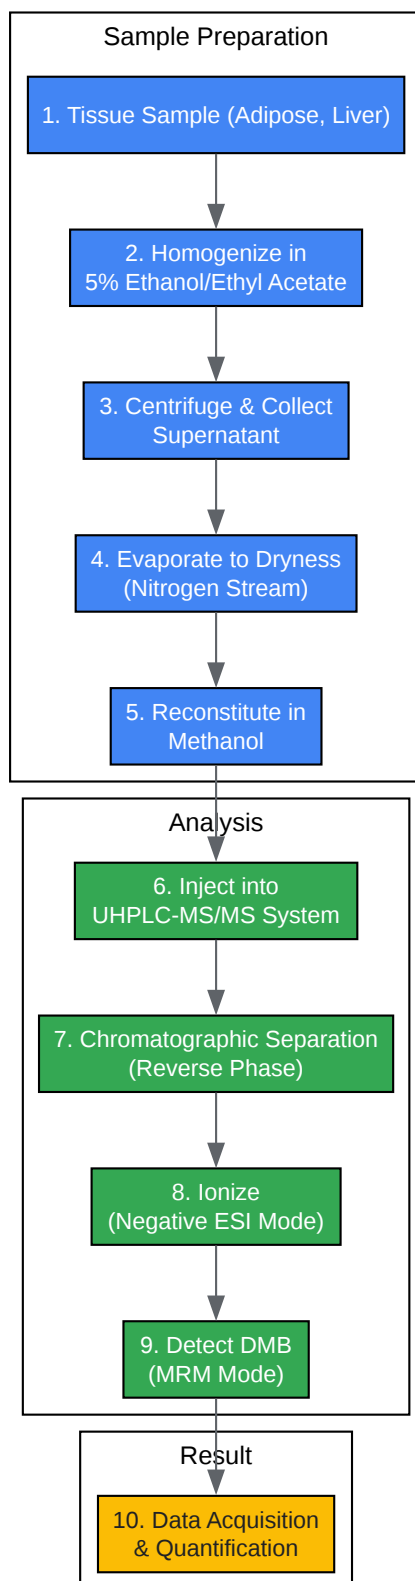 Sample Preparation
1. Tissue Sample (Adipose, Liver)
2. Homogenize in
5% Ethanol/Ethyl Acetate
3. Centrifuge & Collect
Supernatant
4. Evaporate to Dryness
(Nitrogen Stream)
5. Reconstitute in
Methanol
Analysis
6. Inject into
UHPLC-MS/MS System
7. Chromatographic Separation
(Reverse Phase)
8. Ionize
(Negative ESI Mode)
9. Detect DMB
(MRM Mode)
Result
10. Data Acquisition
& Quantification